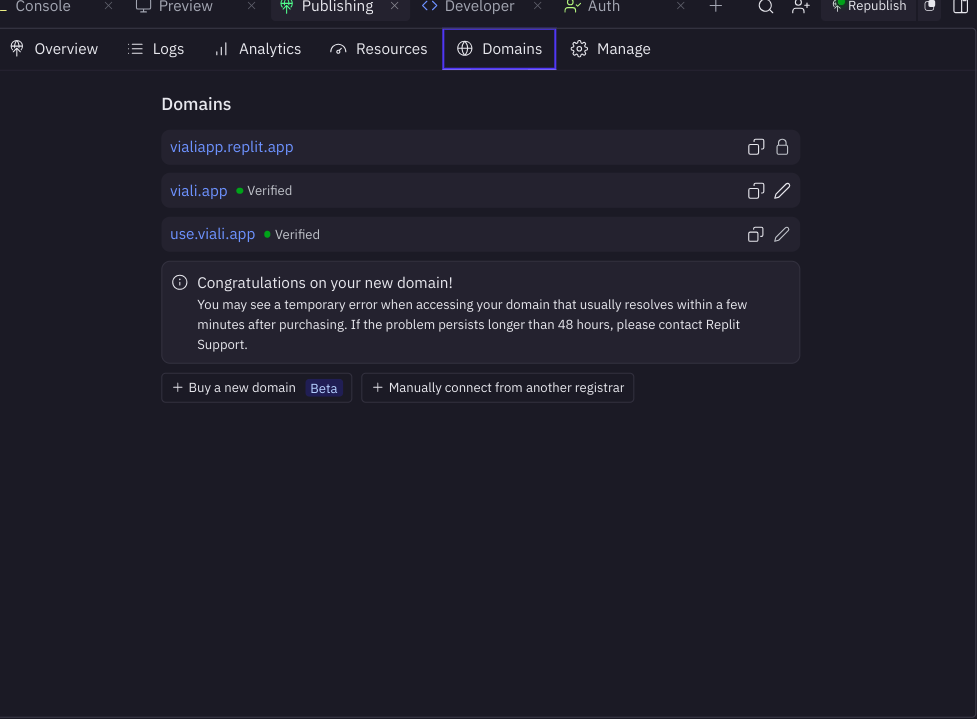 Console
Preview
Publishing
Developer
Auth
Republish
Overview
Logs
Analytics
Resources
Domains
Manage
Domains
vialiapp.replit.app
viali.app Verified
use.viali.app Verified
Congratulations on your new domain!
You may see a temporary error when accessing your domain that usually resolves within a few
minutes after purchasing. If the problem persists longer than 48 hours, please contact Replit
Support.
+ Buy a new domain Beta
+ Manually connect from another registrar